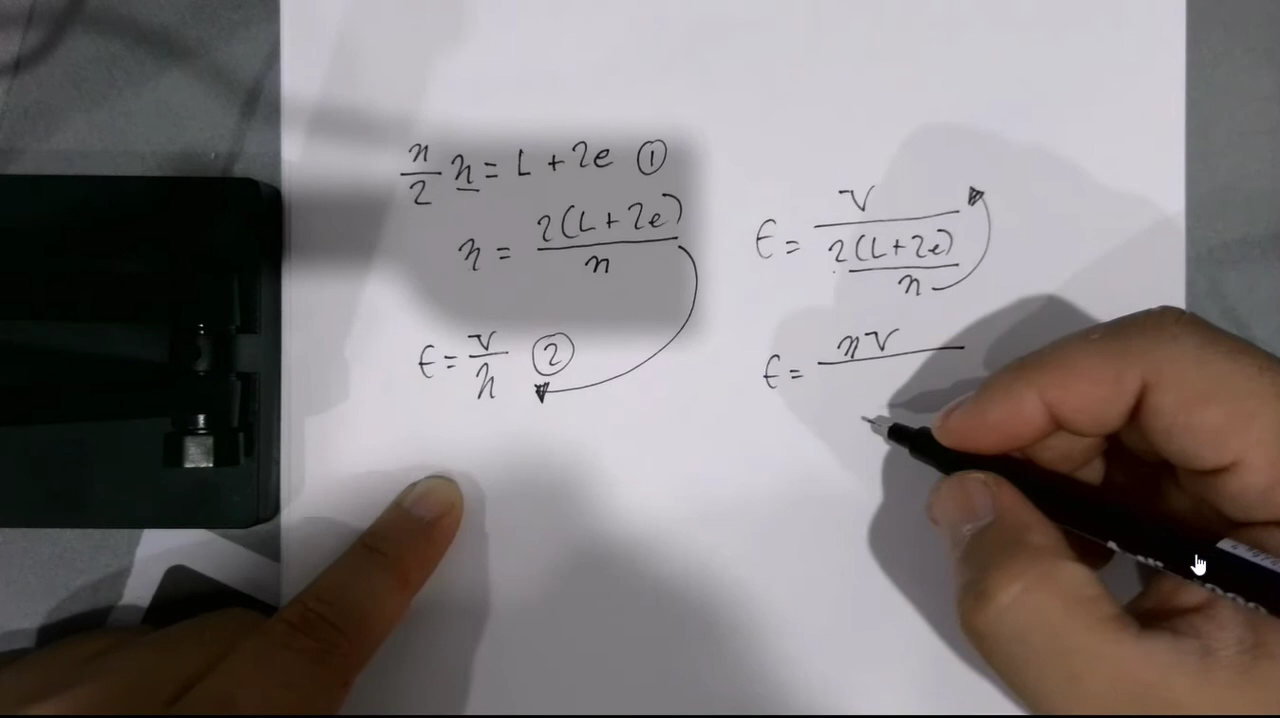 n/2 λ = L + 2e ①
λ = 2(L + 2e)/n
f = v/λ ②
f = v/(2(L + 2e)/n)
f = nv/